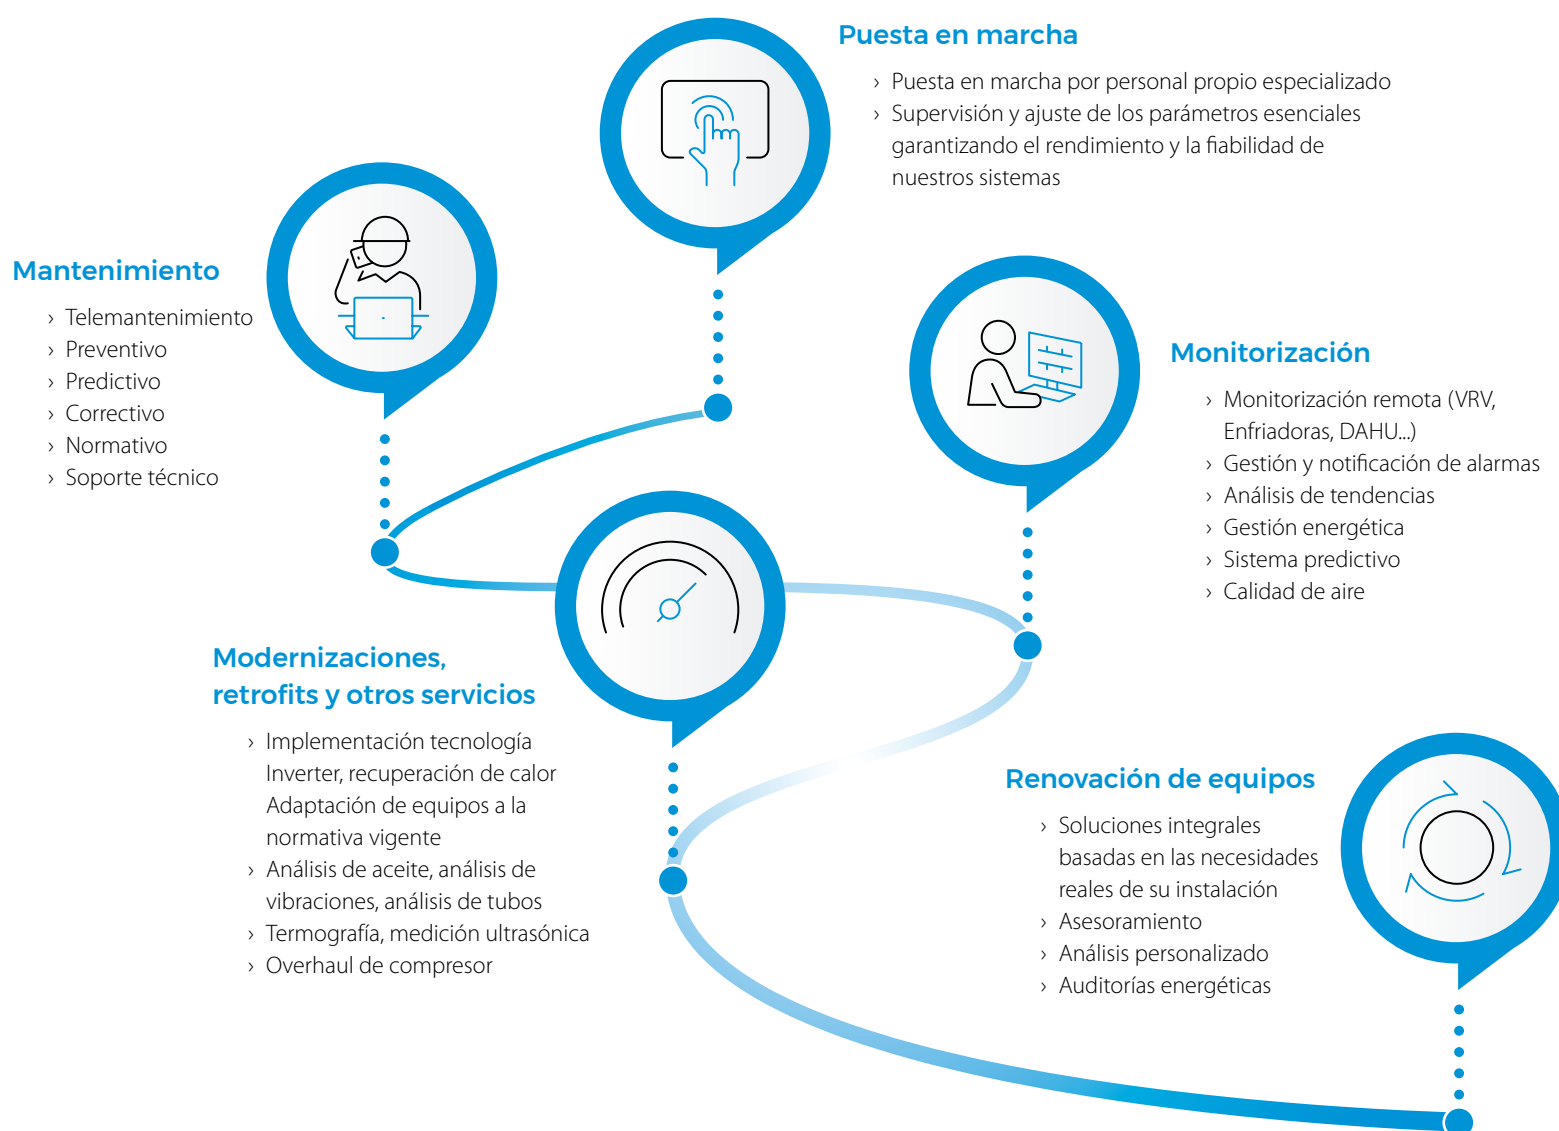 Puesta en marcha
› Puesta en marcha por personal propio especializado
› Supervisión y ajuste de los parámetros esenciales
garantizando el rendimiento y la fiabilidad de
nuestros sistemas
Mantenimiento
› Telemantenimiento
› Preventivo
› Predictivo
› Correctivo
› Normativo
› Soporte técnico
Monitorización
› Monitorización remota (VRV,
Enfriadoras, DAHU...)
› Gestión y notificación de alarmas
› Análisis de tendencias
› Gestión energética
› Sistema predictivo
› Calidad de aire
Modernizaciones,
retrofits y otros servicios
› Implementación tecnología
Inverter, recuperación de calor
Adaptación de equipos a la
normativa vigente
› Análisis de aceite, análisis de
vibraciones, análisis de tubos
› Termografía, medición ultrasónica
› Overhaul de compresor
Renovación de equipos
› Soluciones integrales
basadas en las necesidades
reales de su instalación
› Asesoramiento
› Análisis personalizado
› Auditorías energéticas